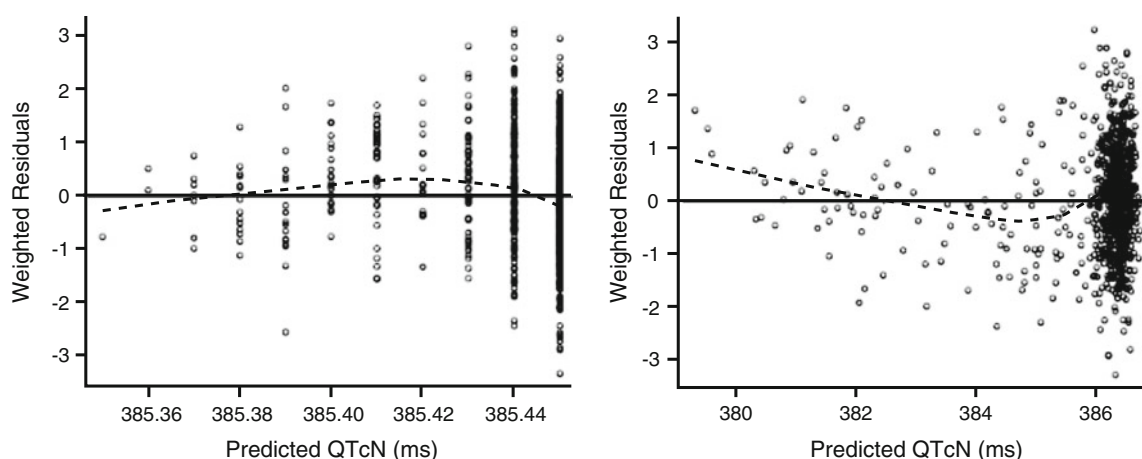 3
2
1
0
-1
-2
-3
Weighted Residuals
385.36 385.38 385.40 385.42 385.44
Predicted QTcN (ms)
3
2
1
0
-1
-2
-3
Weighted Residuals
380 382 384 386
Predicted QTcN (ms)